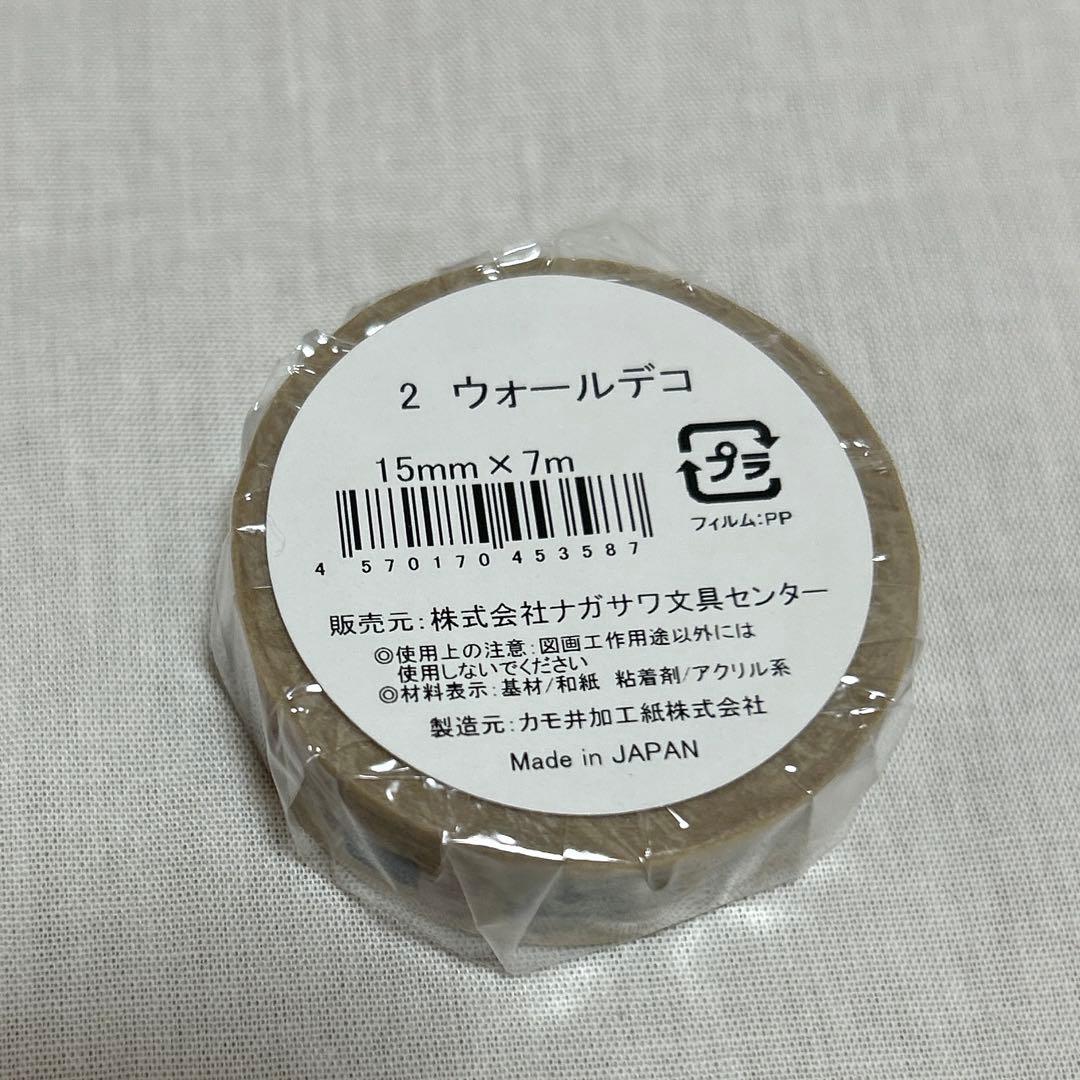 2 ウォールデコ
15mm×7m
プラ
フィルム:PP
4 570170 453587
販売元:株式会社ナガサワ文具センター
◎使用上の注意:図画工作用途以外には
使用しないでください
◎材料表示:基材/和紙 粘着剤/アクリル系
製造元:カモ井加工紙株式会社
Made in JAPAN